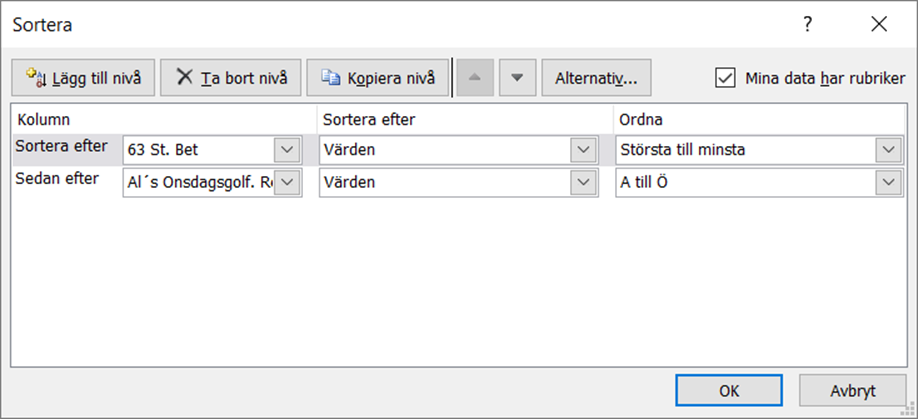 Sortera ?
Lägg till nivå Ta bort nivå Kopiera nivå Alternativ... Mina data har rubriker
Kolumn Sortera efter Ordna
Sortera efter 63 St. Bet Värden Största till minsta
Sedan efter Al´s Onsdagsgolf. Re Värden A till Ö
OK Avbryt